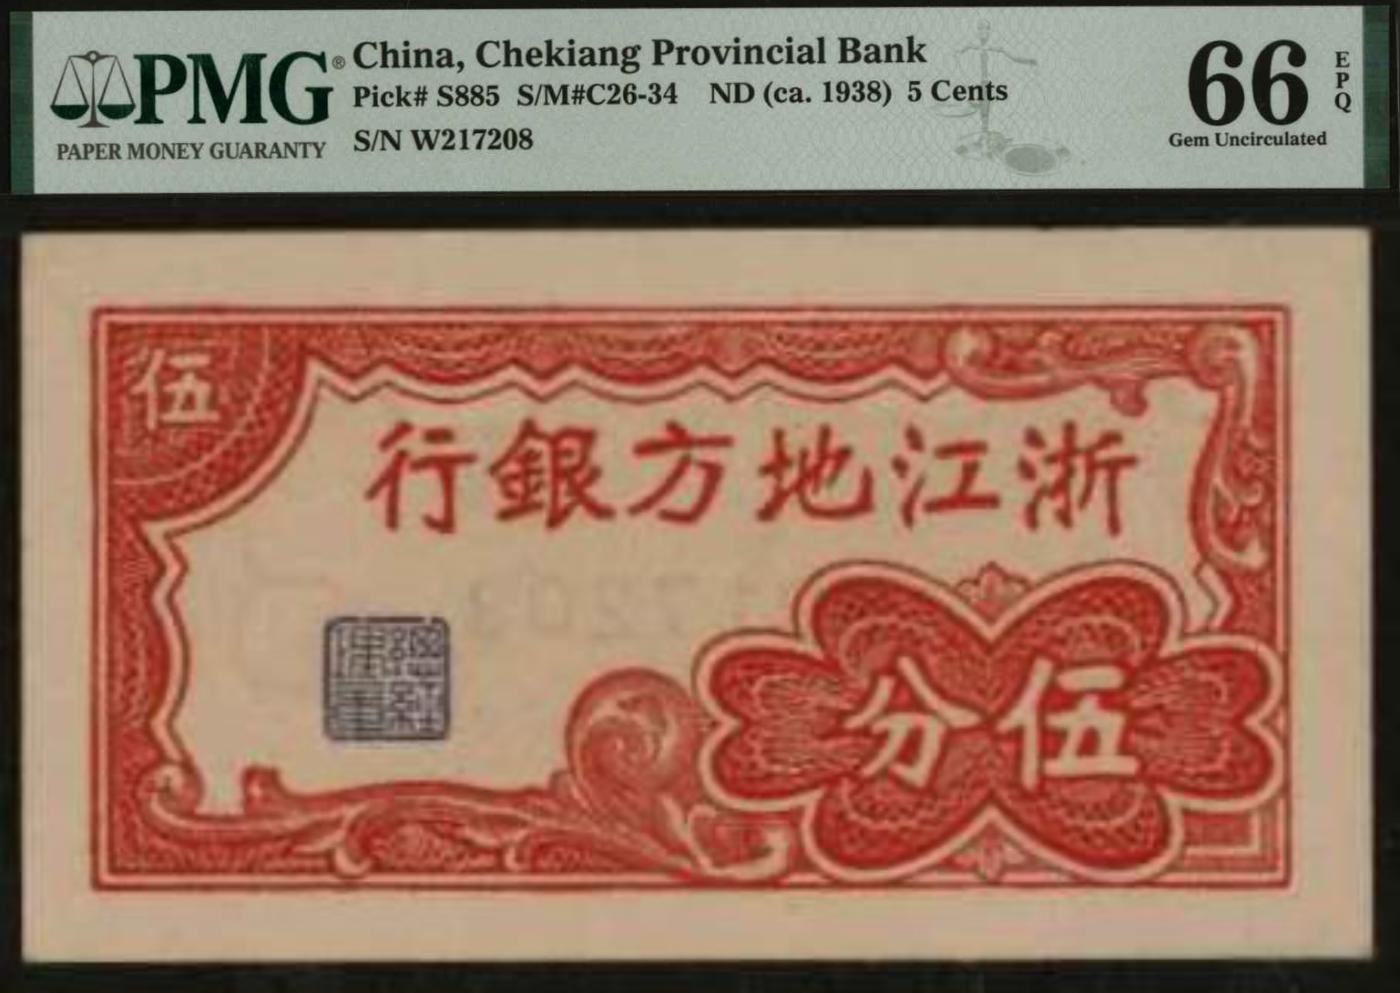 PMG®
PAPER MONEY GUARANTY
China, Chekiang Provincial Bank
Pick# S885 S/M#C26-34 ND (ca. 1938) 5 Cents
S/N W217208
66 EPQ
Gem Uncirculated
伍
行銀方地江浙
分伍